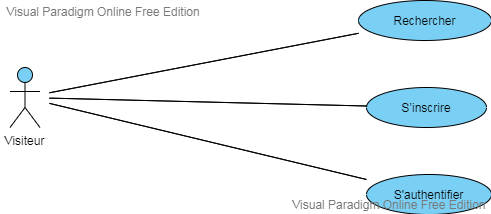 Visual Paradigm Online Free Edition
Rechercher
S'inscrire
Visiteur
S'authentifier
Visual Paradigm Online Free Edition